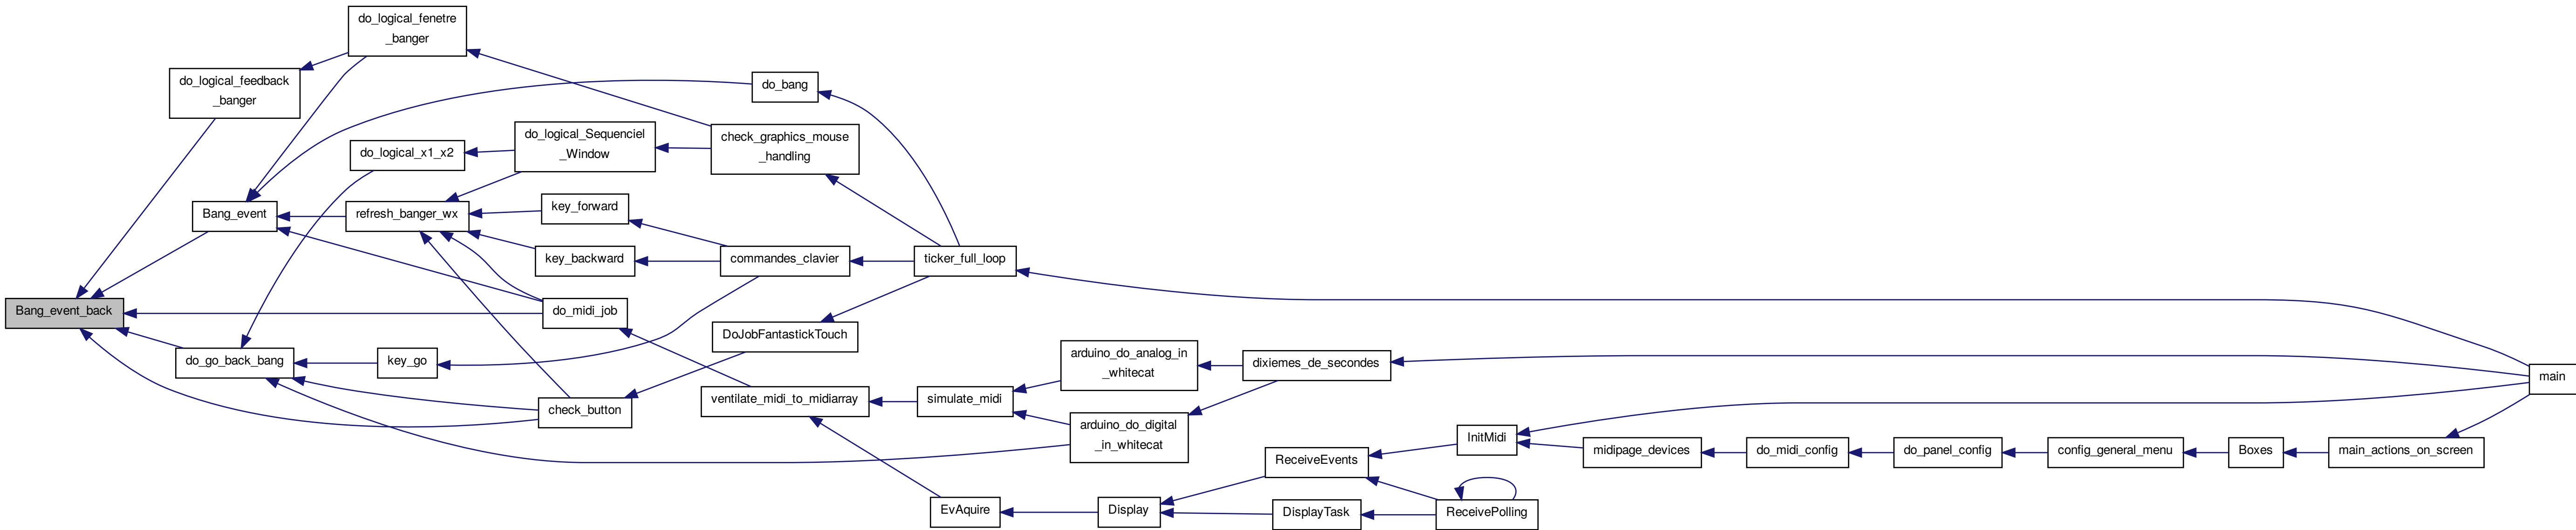 do_logical_fenetre
_banger
do_logical_feedback
_banger
do_bang
do_logical_Sequenciel
_Window
check_graphics_mouse
_handling
do_logical_x1_x2
Bang_event
refresh_banger_wx
key_forward
key_backward
commandes_clavier
ticker_full_loop
Bang_event_back
do_midi_job
DoJobFantastickTouch
do_go_back_bang
key_go
arduino_do_analog_in
_whitecat
dixiemes_de_secondes
main
check_button
ventilate_midi_to_midiarray
simulate_midi
arduino_do_digital
_in_whitecat
InitMidi
ReceiveEvents
midipage_devices
do_midi_config
do_panel_config
config_general_menu
Boxes
main_actions_on_screen
EvAquire
Display
DisplayTask
ReceivePolling